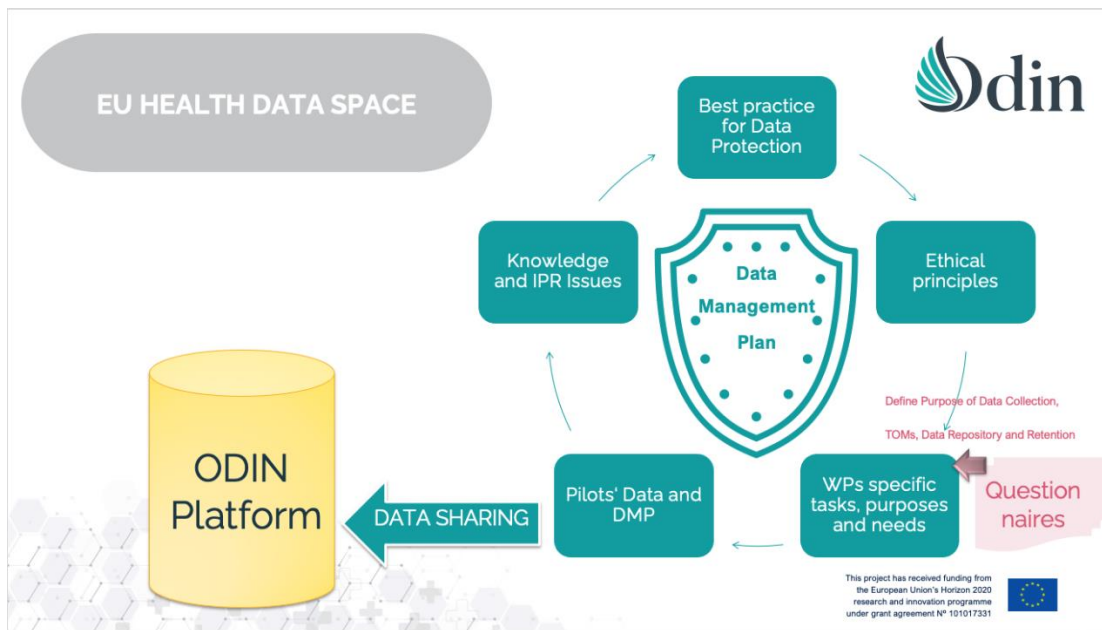 EU HEALTH DATA SPACE
Odin
Best practice
for Data
Protection
Knowledge
and IPR Issues
Data
Management
Plan
Ethical
principles
Define Purpose of Data Collection,
TOMs, Data Repository and Retention
ODIN
Platform
DATA SHARING
Pilots' Data and
DMP
WPs specific
tasks, purposes
and needs
Question
naires
This project has received funding from
the European Union's Horizon 2020
research and innovation programme
under grant agreement Nº 101017331